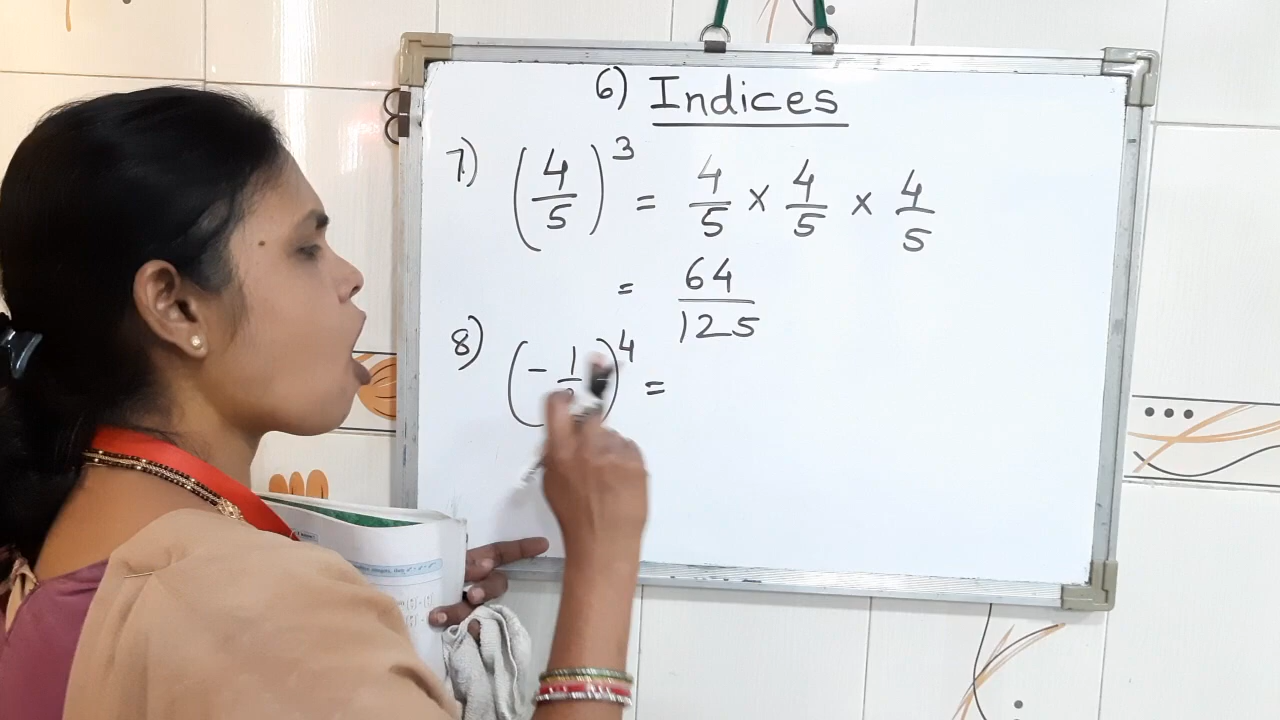 6) Indices
7) (4/5)^3 = 4/5 × 4/5 × 4/5
= 64/125
8) (- 1/ )^4 =